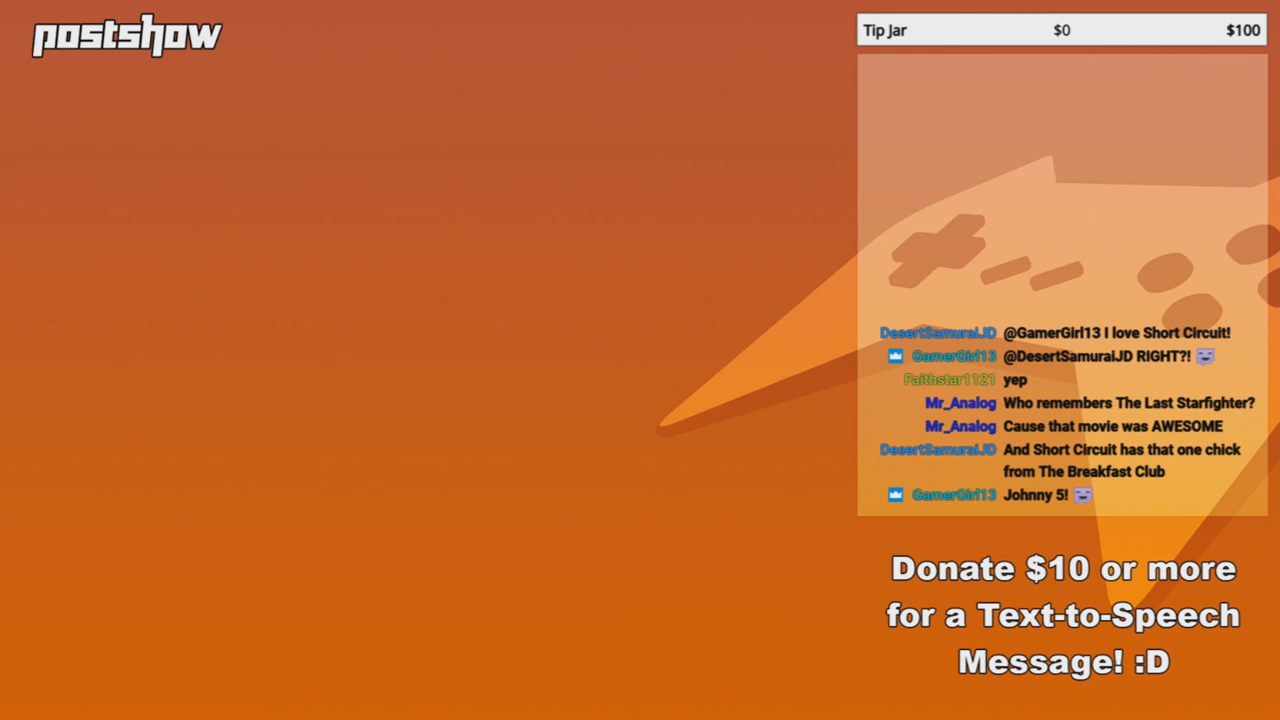 postshow
Tip Jar $0 $100
DesertSamuraiJD @GamerGirl13 I love Short Circuit!
GamerGirl13 @DesertSamuraiJD RIGHT?!
Faithstar1121 yep
Mr_Analog Who remembers The Last Starfighter?
Mr_Analog Cause that movie was AWESOME
DesertSamuraiJD And Short Circuit has that one chick
from The Breakfast Club
GamerGirl13 Johnny 5!
Donate $10 or more
for a Text-to-Speech
Message! :D